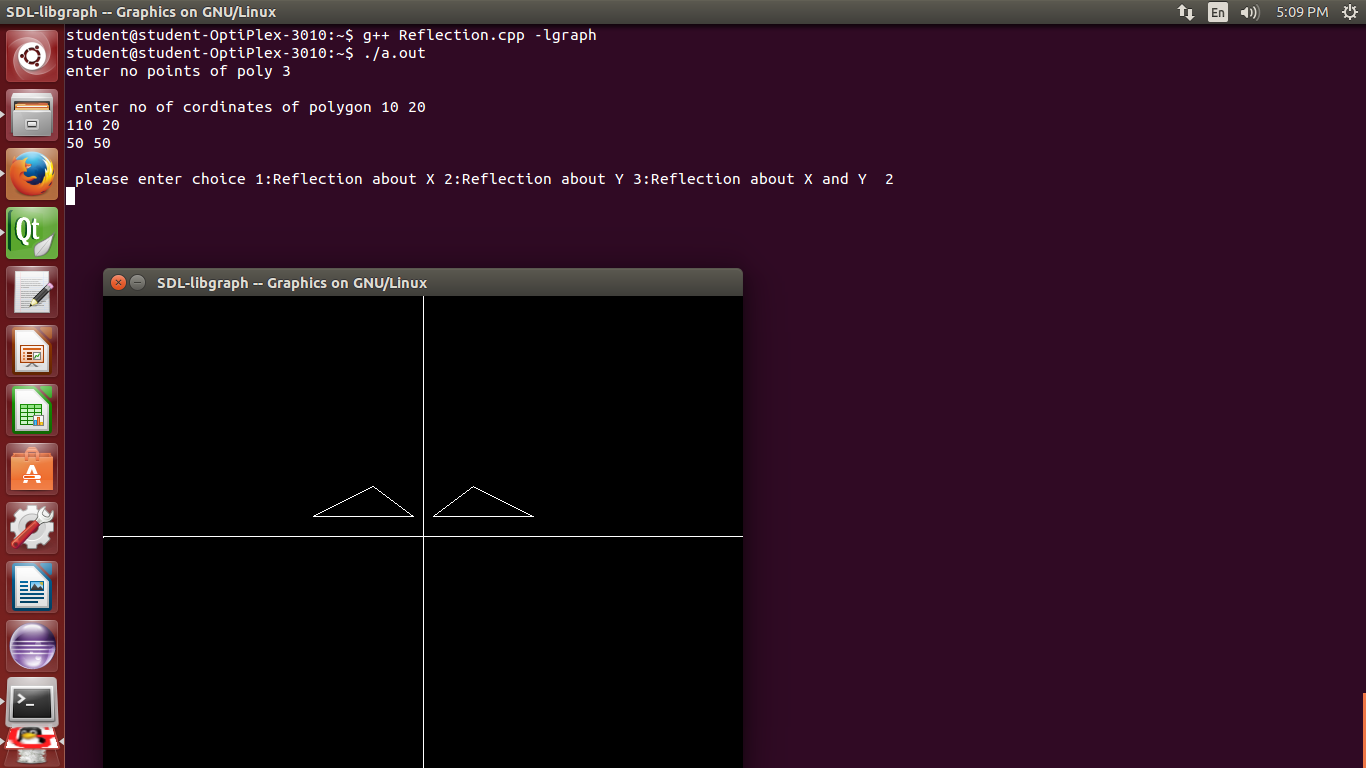 SDL-libgraph -- Graphics on GNU/Linux
En
5:09 PM
student@student-OptiPlex-3010:~$ g++ Reflection.cpp -lgraph
student@student-OptiPlex-3010:~$ ./a.out
enter no points of poly 3
enter no of cordinates of polygon 10 20
110 20
50 50
please enter choice 1:Reflection about X 2:Reflection about Y 3:Reflection about X and Y  2
Qt
SDL-libgraph -- Graphics on GNU/Linux
A
>_